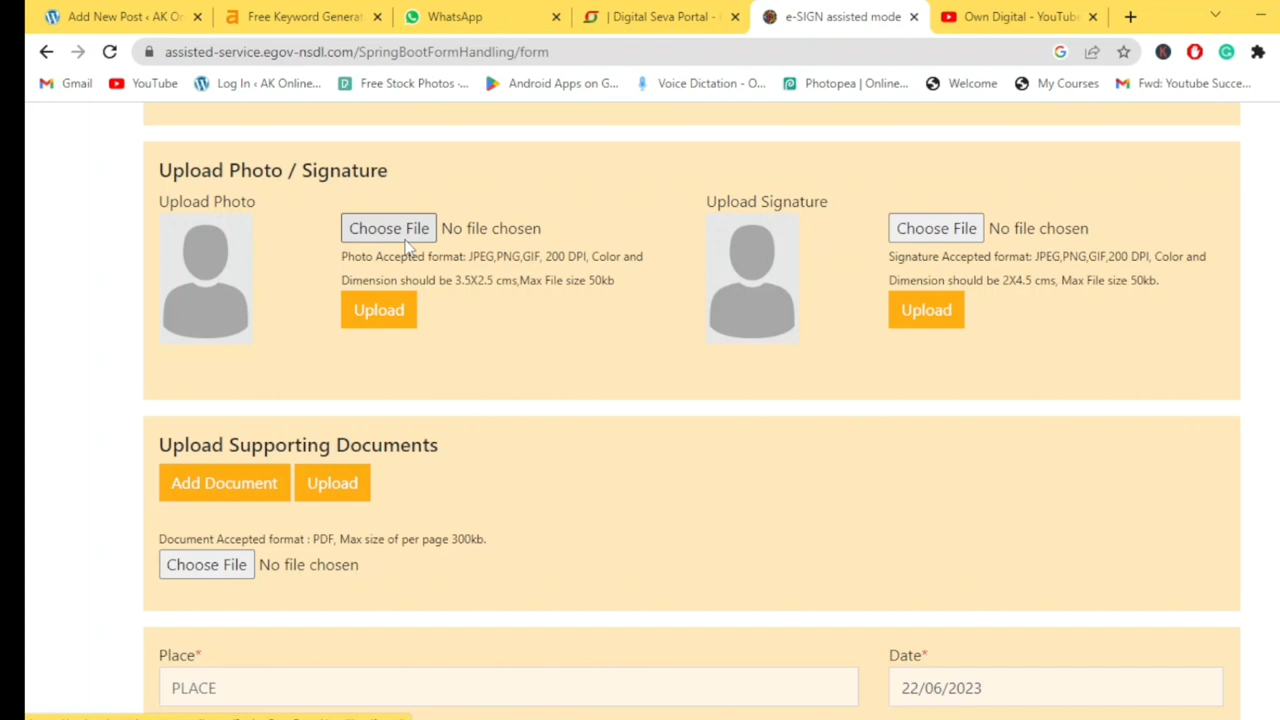 Add New Post ‹ AK O
Free Keyword Genera
WhatsApp
| Digital Seva Portal -
e-SIGN assisted mode
Own Digital - YouTub
assisted-service.egov-nsdl.com/SpringBootFormHandling/form
Gmail
YouTube
Log In ‹ AK Online...
Free Stock Photos ·...
Android Apps on G...
Voice Dictation - O...
Photopea | Online...
Welcome
My Courses
Fwd: Youtube Succe...
Upload Photo / Signature
Upload Photo
Choose File No file chosen
Photo Accepted format: JPEG,PNG,GIF, 200 DPI, Color and
Dimension should be 3.5X2.5 cms,Max File size 50kb
Upload
Upload Signature
Choose File No file chosen
Signature Accepted format: JPEG,PNG,GIF,200 DPI, Color and
Dimension should be 2X4.5 cms, Max File size 50kb.
Upload
Upload Supporting Documents
Add Document Upload
Document Accepted format : PDF, Max size of per page 300kb.
Choose File No file chosen
Place*
PLACE
Date*
22/06/2023